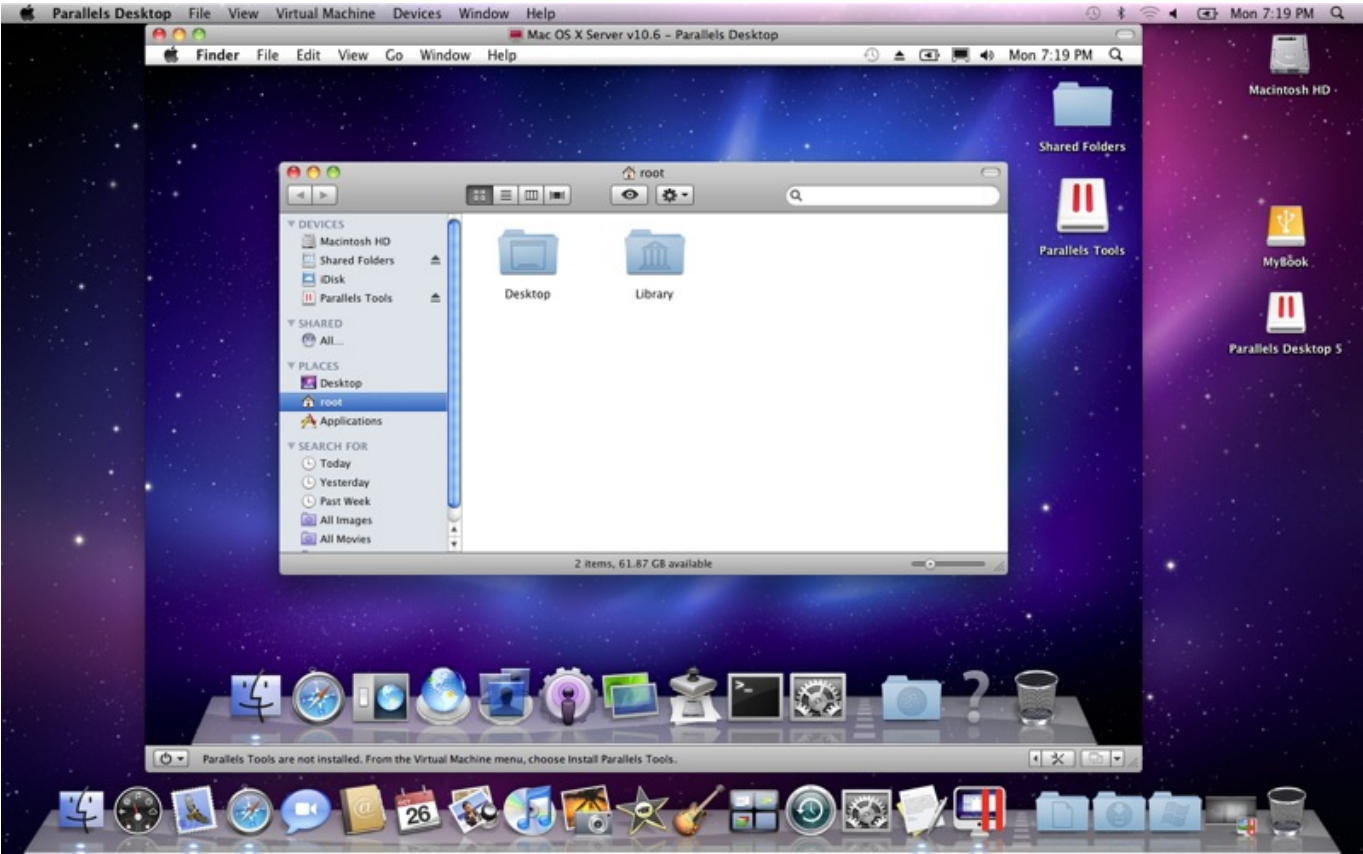 Parallels Desktop File View Virtual Machine Devices Window Help Mon 7:19 PM
Mac OS X Server v10.6 – Parallels Desktop
Finder File Edit View Go Window Help Mon 7:19 PM
Macintosh HD
Shared Folders
Parallels Tools
MyBook
Parallels Desktop 5
root
DEVICES
Macintosh HD
Shared Folders
iDisk
Parallels Tools
SHARED
All...
PLACES
Desktop
root
Applications
SEARCH FOR
Today
Yesterday
Past Week
All Images
All Movies
Desktop Library
2 items, 61.87 GB available
Parallels Tools are not installed. From the Virtual Machine menu, choose Install Parallels Tools.
OCT
26